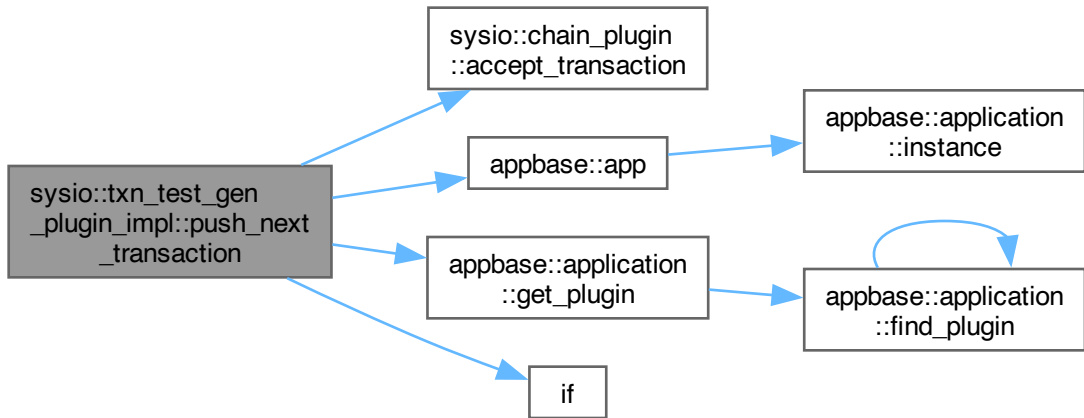 sysio::chain_plugin
::accept_transaction
appbase::application
::instance
appbase::app
sysio::txn_test_gen
_plugin_impl::push_next
_transaction
appbase::application
::get_plugin
appbase::application
::find_plugin
if